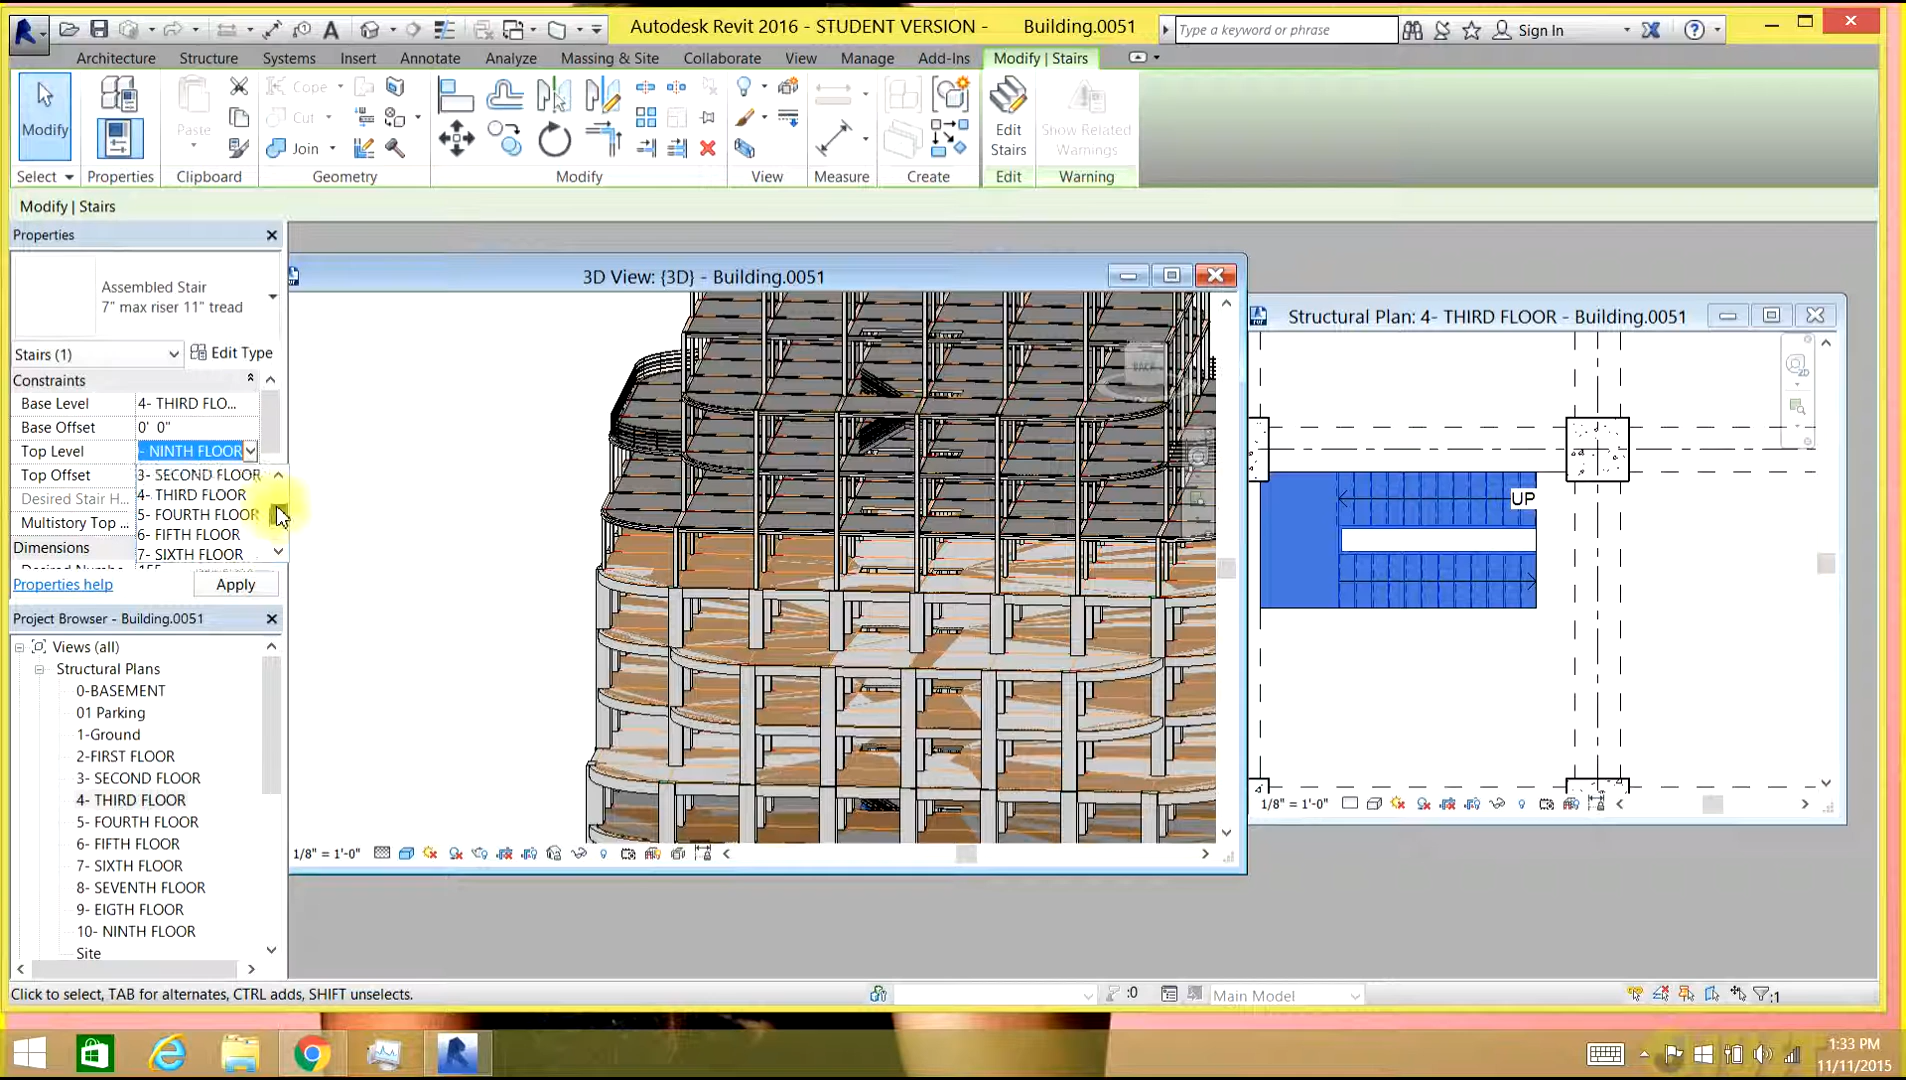 Autodesk Revit 2016 - STUDENT VERSION - Building.0051
Type a keyword or phrase
Sign In
Architecture Structure Systems Insert Annotate Analyze Massing & Site Collaborate View Manage Add-Ins Modify | Stairs
Modify
Paste
Cope
Cut
Join
Edit Stairs
Show Related Warnings
Select Properties Clipboard Geometry Modify View Measure Create Edit Warning
Modify | Stairs
Properties
Assembled Stair
7" max riser 11" tread
Stairs (1)
Edit Type
Constraints
Base Level 4- THIRD FLO...
Base Offset 0' 0"
Top Level - NINTH FLOOR
Top Offset
3- SECOND FLOOR
4- THIRD FLOOR
Desired Stair H...
5- FOURTH FLOOR
Multistory Top ...
6- FIFTH FLOOR
Dimensions
7- SIXTH FLOOR
Properties help
Apply
Project Browser - Building.0051
Views (all)
Structural Plans
0-BASEMENT
01 Parking
1-Ground
2-FIRST FLOOR
3- SECOND FLOOR
4- THIRD FLOOR
5- FOURTH FLOOR
6- FIFTH FLOOR
7- SIXTH FLOOR
8- SEVENTH FLOOR
9- EIGTH FLOOR
10- NINTH FLOOR
Site
3D View: {3D} - Building.0051
BACK
1/8" = 1'-0"
Structural Plan: 4- THIRD FLOOR - Building.0051
2D
UP
1/8" = 1'-0"
Click to select, TAB for alternates, CTRL adds, SHIFT unselects.
:0
Main Model
:1
1:33 PM
11/11/2015